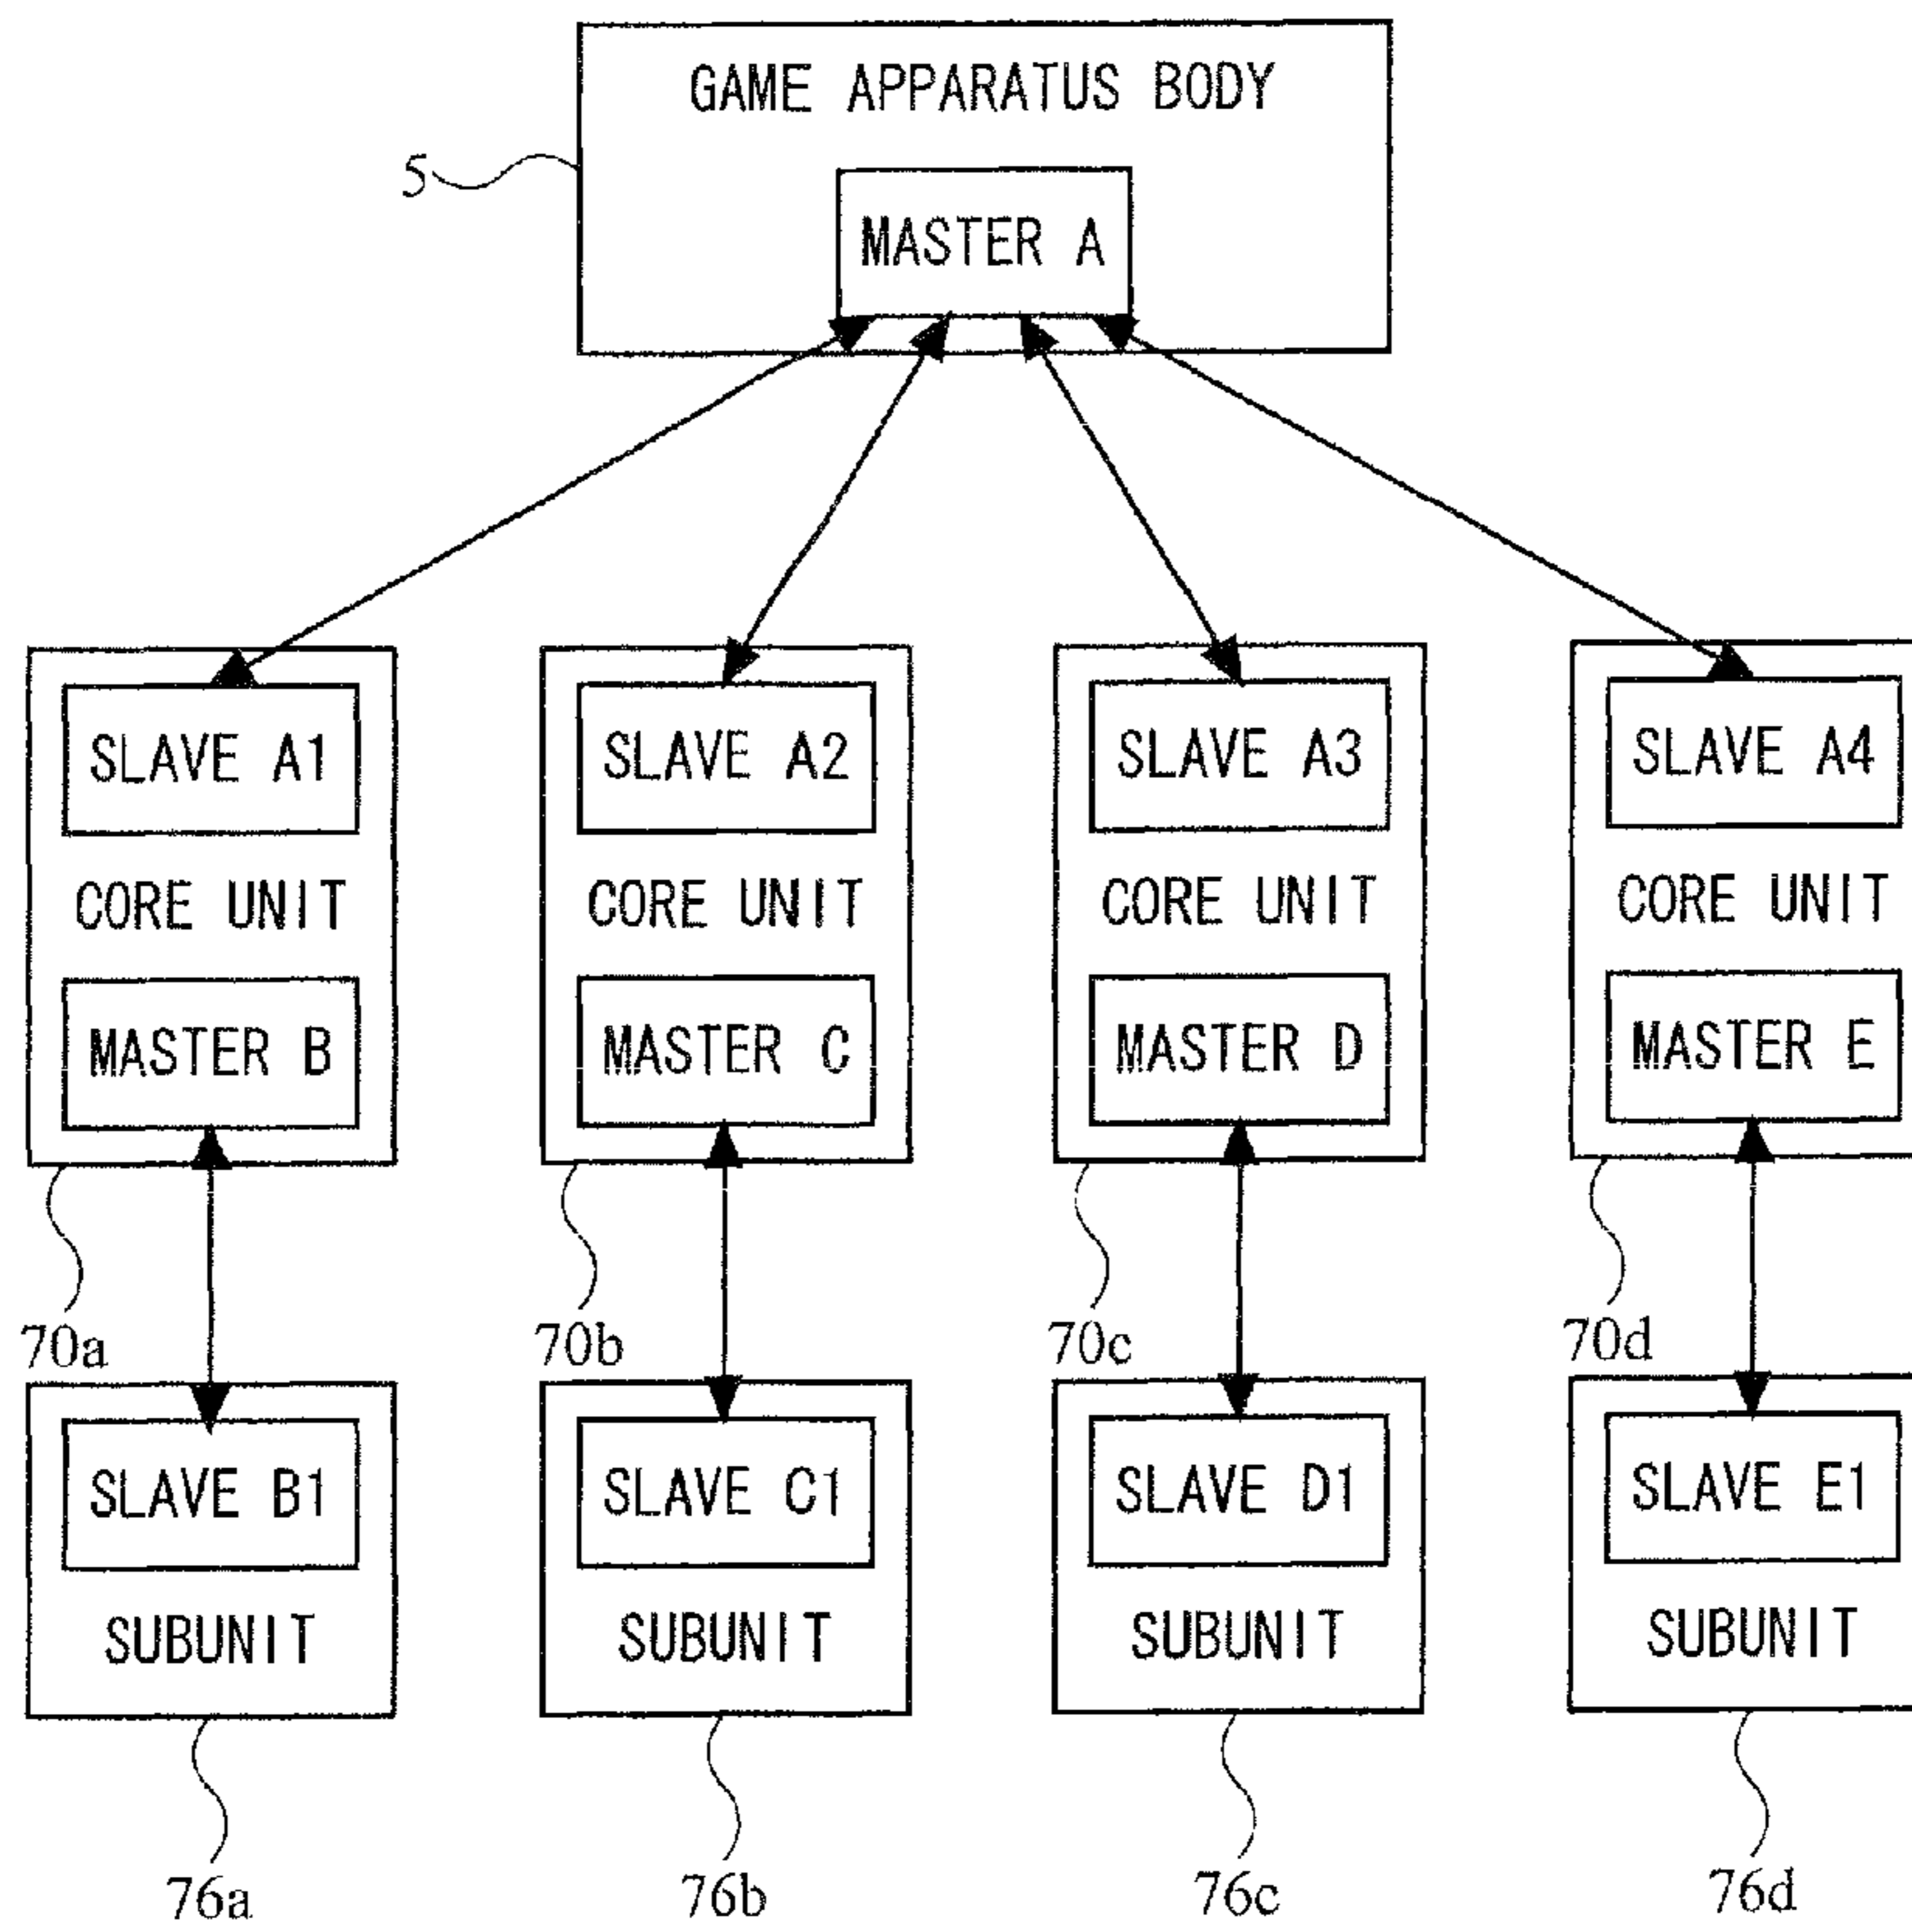 GAME APPARATUS BODY
5
MASTER A
SLAVE A1
SLAVE A2
SLAVE A3
SLAVE A4
CORE UNIT
CORE UNIT
CORE UNIT
CORE UNIT
MASTER B
MASTER C
MASTER D
MASTER E
70a
70b
70c
70d
SLAVE B1
SLAVE C1
SLAVE D1
SLAVE E1
SUBUNIT
SUBUNIT
SUBUNIT
SUBUNIT
76a
76b
76c
76d